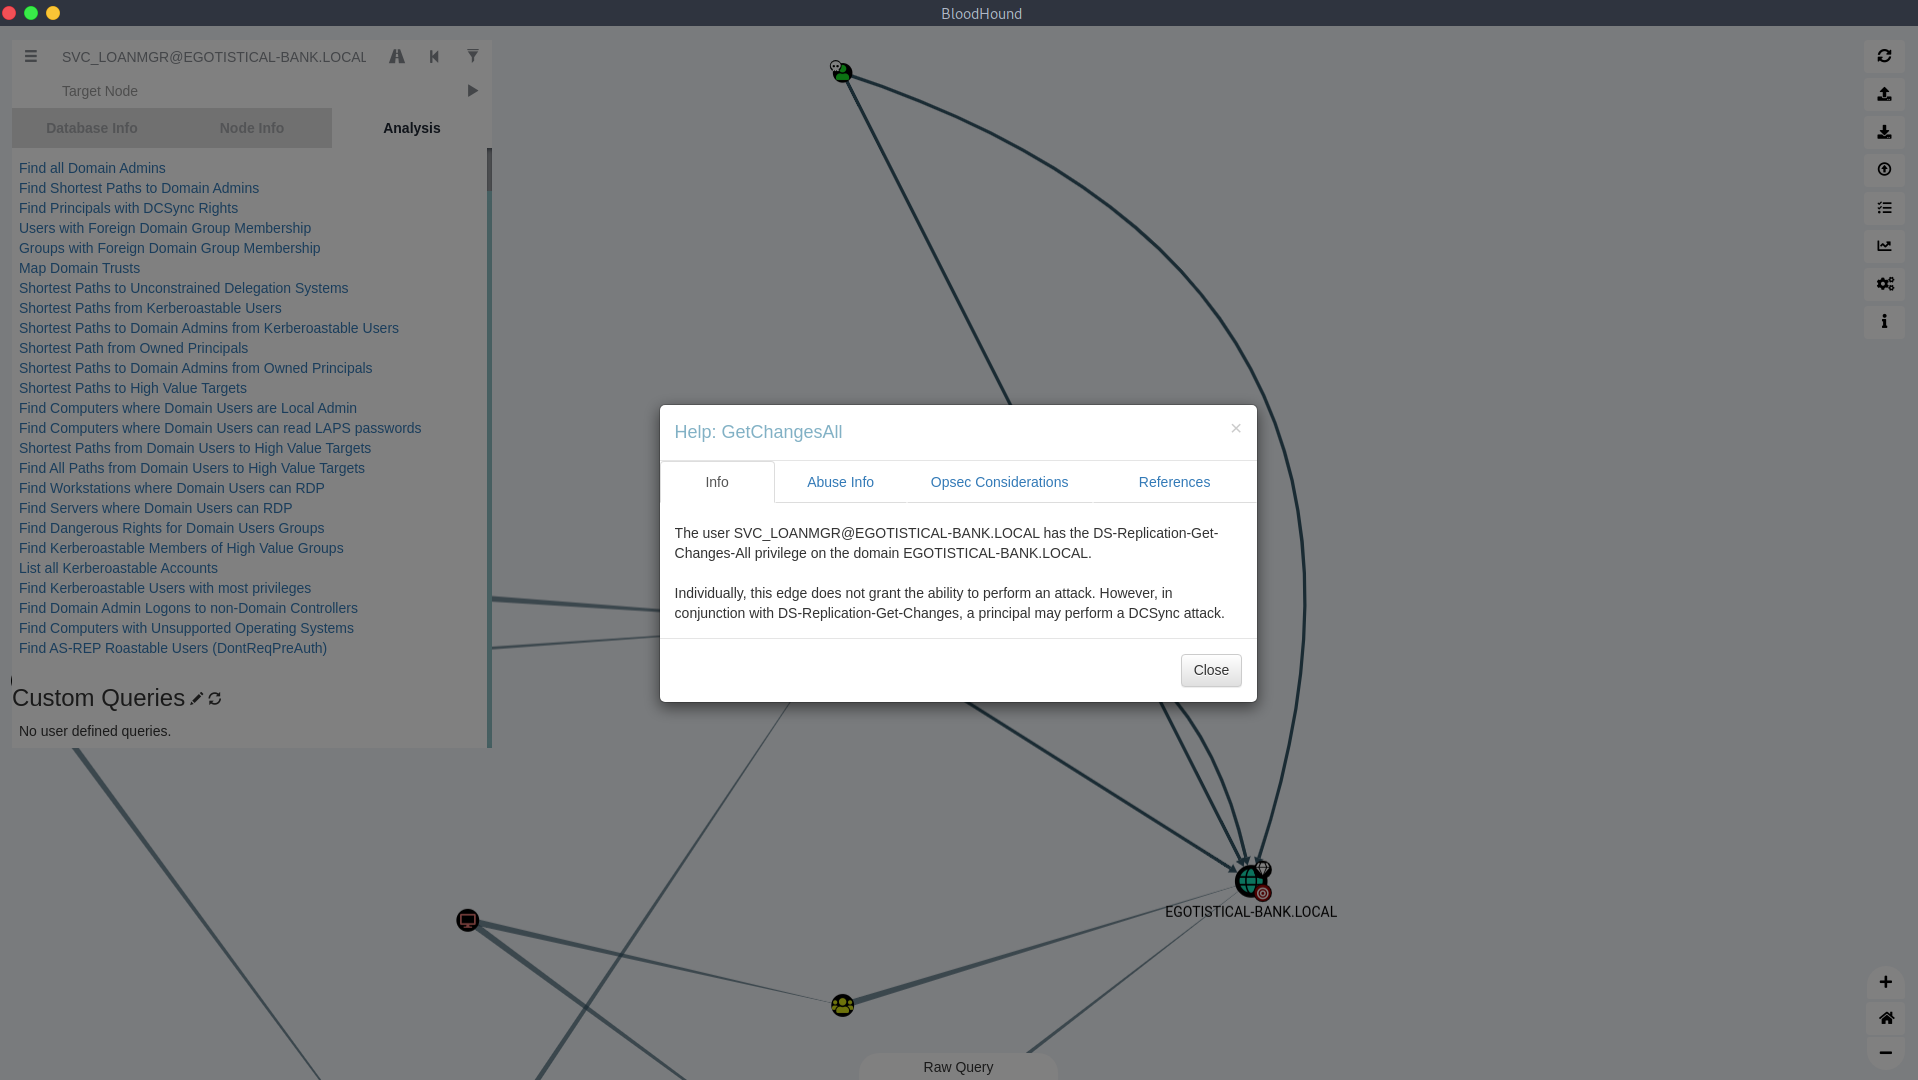 BloodHound
SVC_LOANMGR@EGOTISTICAL-BANK.LOCAL
Target Node
Database Info
Node Info
Analysis
Find all Domain Admins
Find Shortest Paths to Domain Admins
Find Principals with DCSync Rights
Users with Foreign Domain Group Membership
Groups with Foreign Domain Group Membership
Map Domain Trusts
Shortest Paths to Unconstrained Delegation Systems
Shortest Paths from Kerberoastable Users
Shortest Paths to Domain Admins from Kerberoastable Users
Shortest Path from Owned Principals
Shortest Paths to Domain Admins from Owned Principals
Shortest Paths to High Value Targets
Find Computers where Domain Users are Local Admin
Find Computers where Domain Users can read LAPS passwords
Shortest Paths from Domain Users to High Value Targets
Find All Paths from Domain Users to High Value Targets
Find Workstations where Domain Users can RDP
Find Servers where Domain Users can RDP
Find Dangerous Rights for Domain Users Groups
Find Kerberoastable Members of High Value Groups
List all Kerberoastable Accounts
Find Kerberoastable Users with most privileges
Find Domain Admin Logons to non-Domain Controllers
Find Computers with Unsupported Operating Systems
Find AS-REP Roastable Users (DontReqPreAuth)
Custom Queries
No user defined queries.
Help: GetChangesAll
×
Info
Abuse Info
Opsec Considerations
References
The user SVC_LOANMGR@EGOTISTICAL-BANK.LOCAL has the DS-Replication-Get-
Changes-All privilege on the domain EGOTISTICAL-BANK.LOCAL.
Individually, this edge does not grant the ability to perform an attack. However, in
conjunction with DS-Replication-Get-Changes, a principal may perform a DCSync attack.
Close
EGOTISTICAL-BANK.LOCAL
Raw Query